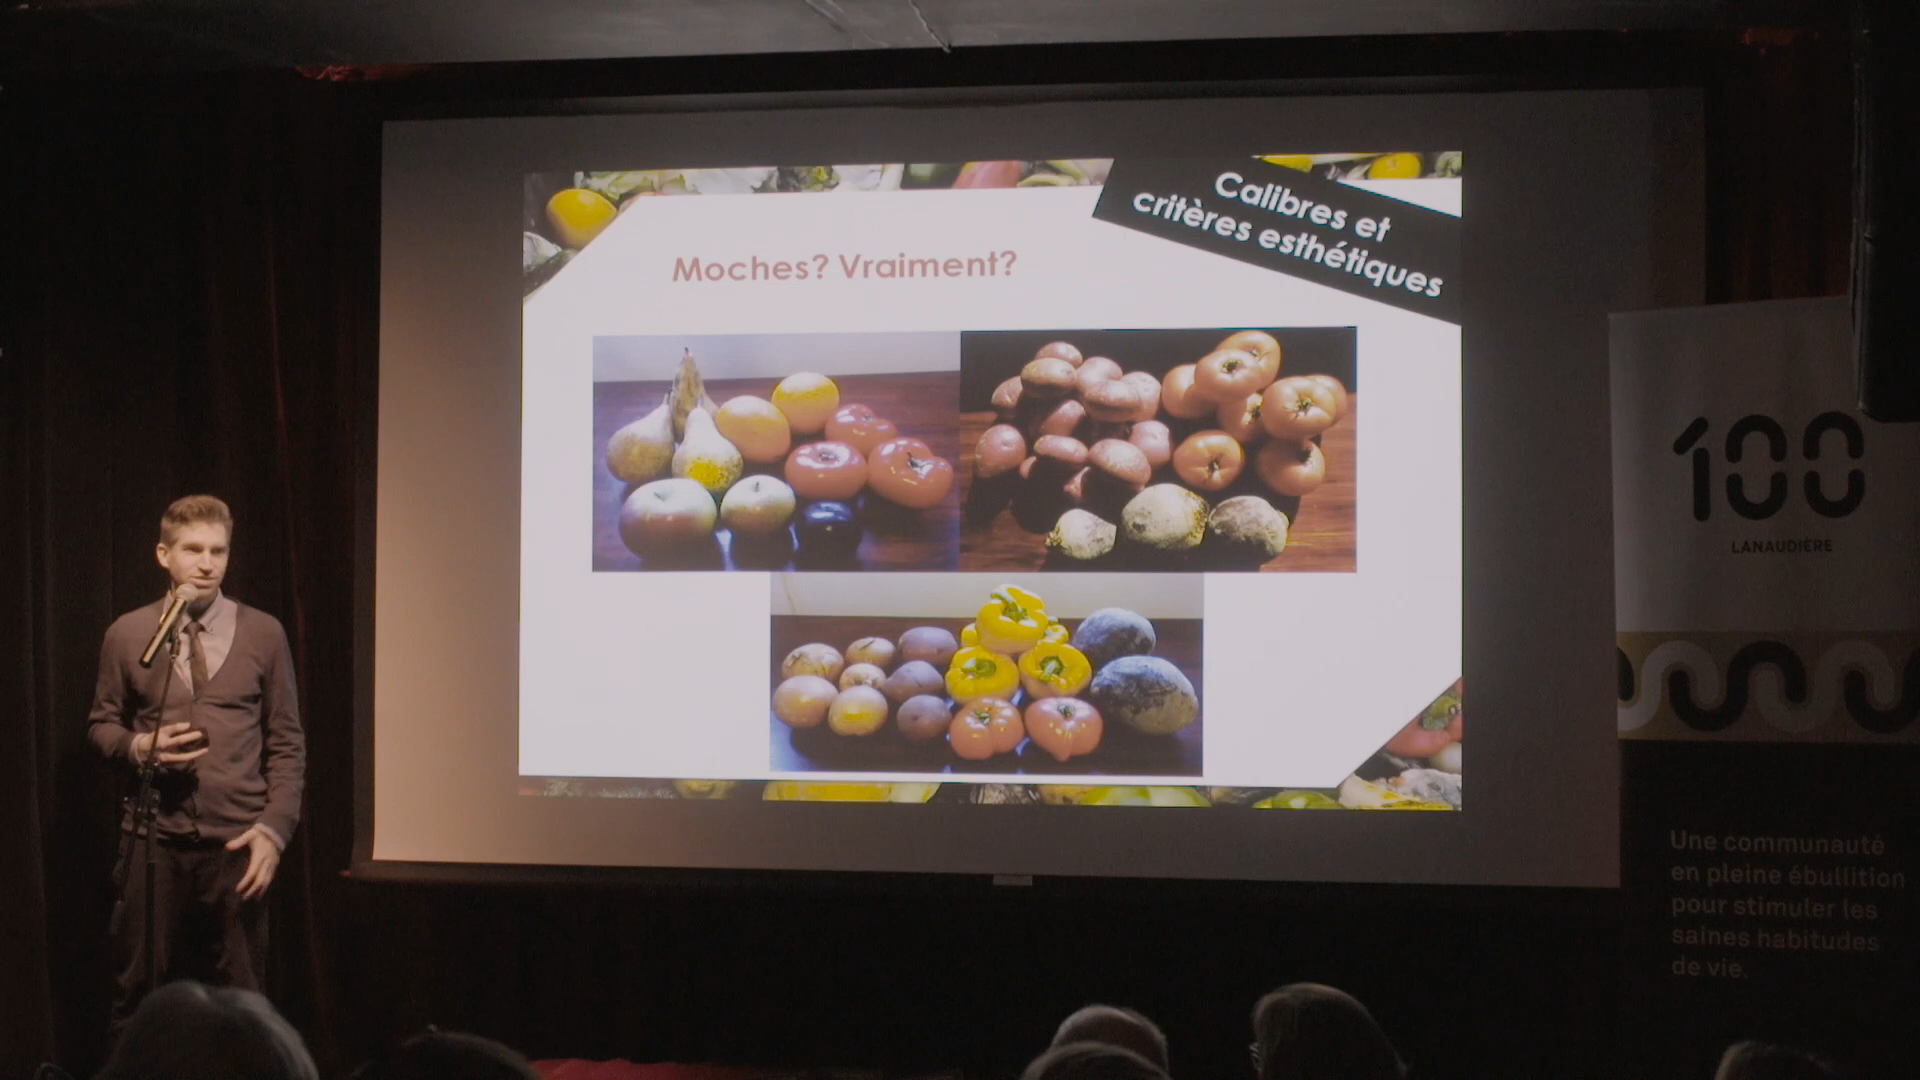 Calibres et
critères esthétiques
Moches? Vraiment?
100
LANAUDIÈRE
Une communauté
en pleine ébullition
pour stimuler les
saines habitudes
de vie.